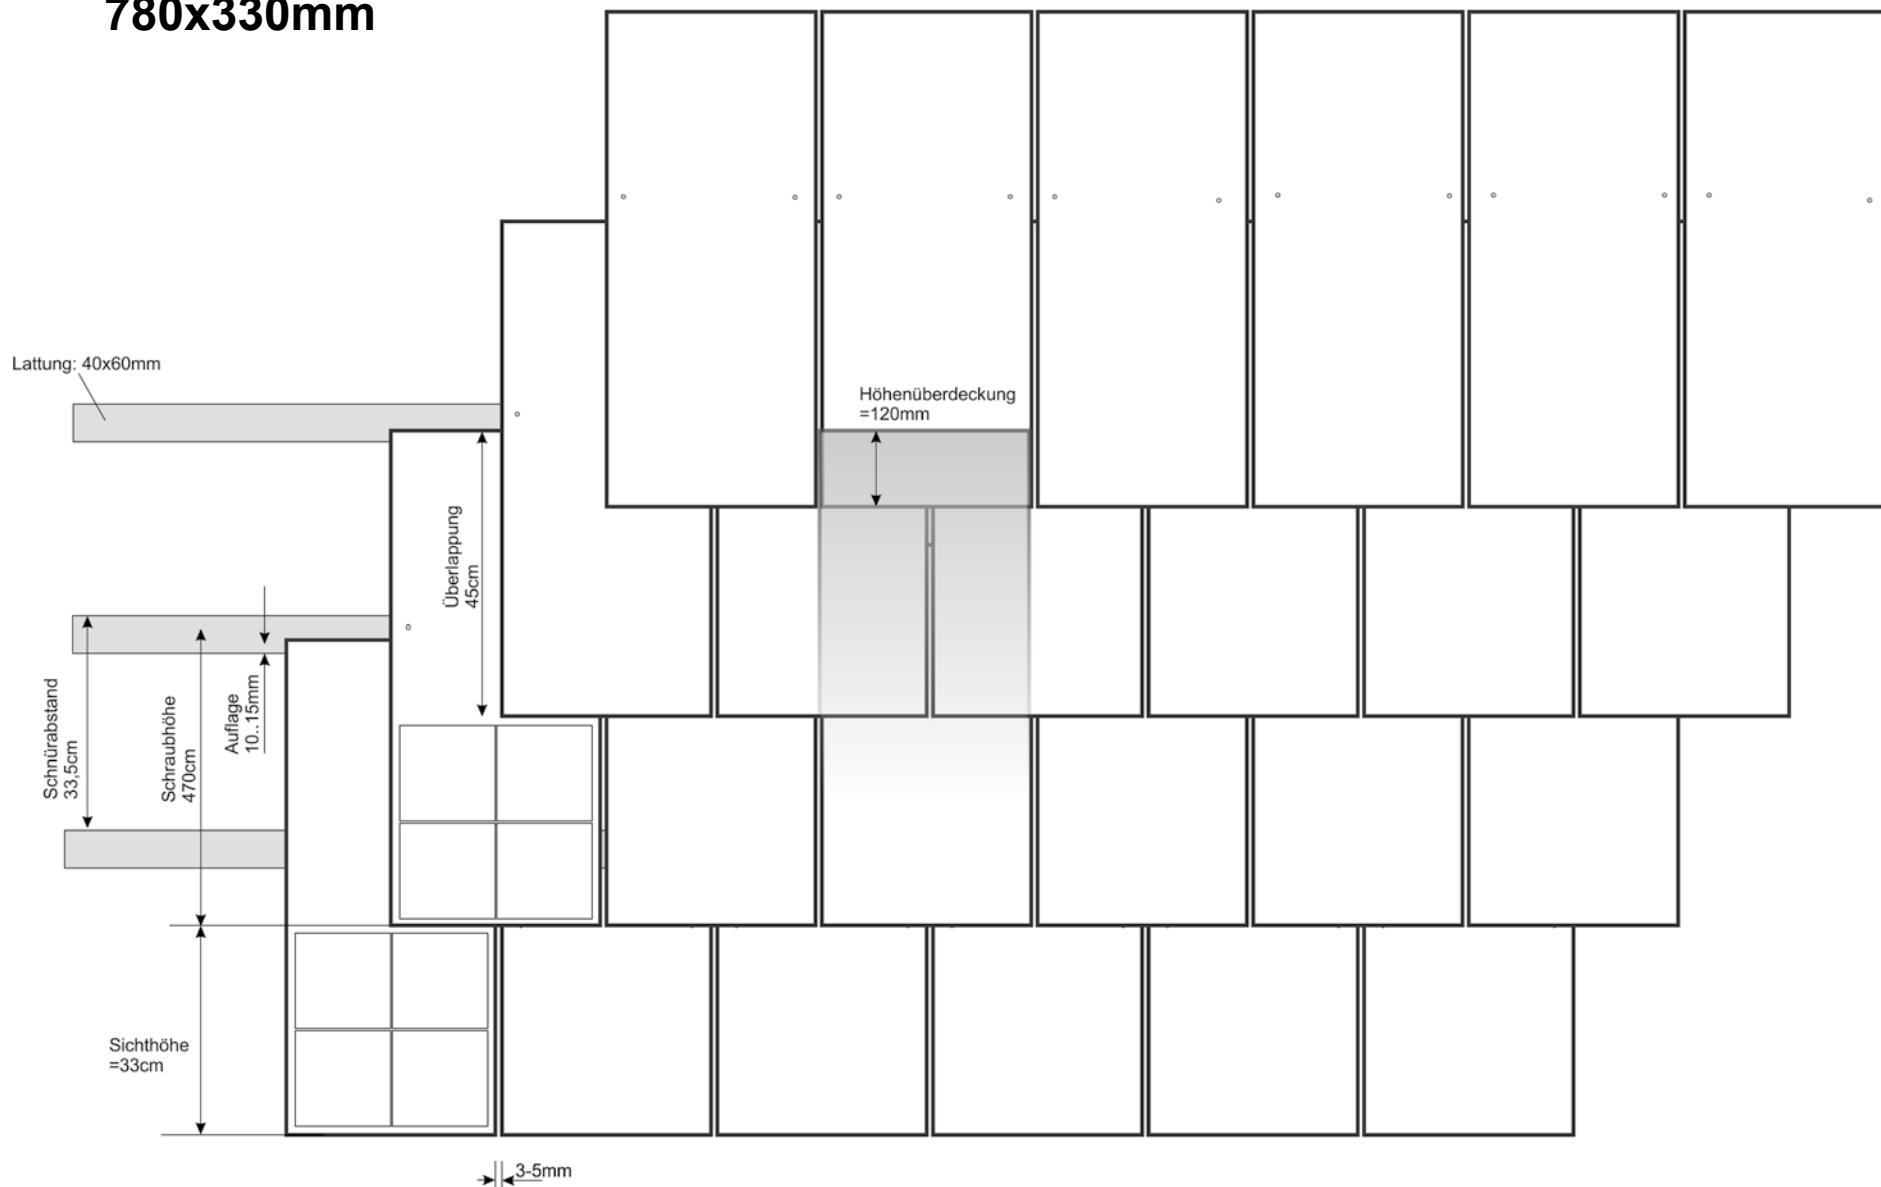 780x330mm
Lattung: 40x60mm
Höhenüberdeckung
=120mm
Überlappung
45cm
Schnürabstand
33,5cm
Schraubhöhe
470cm
Auflage
10..15mm
Sichthöhe
=33cm
3-5mm